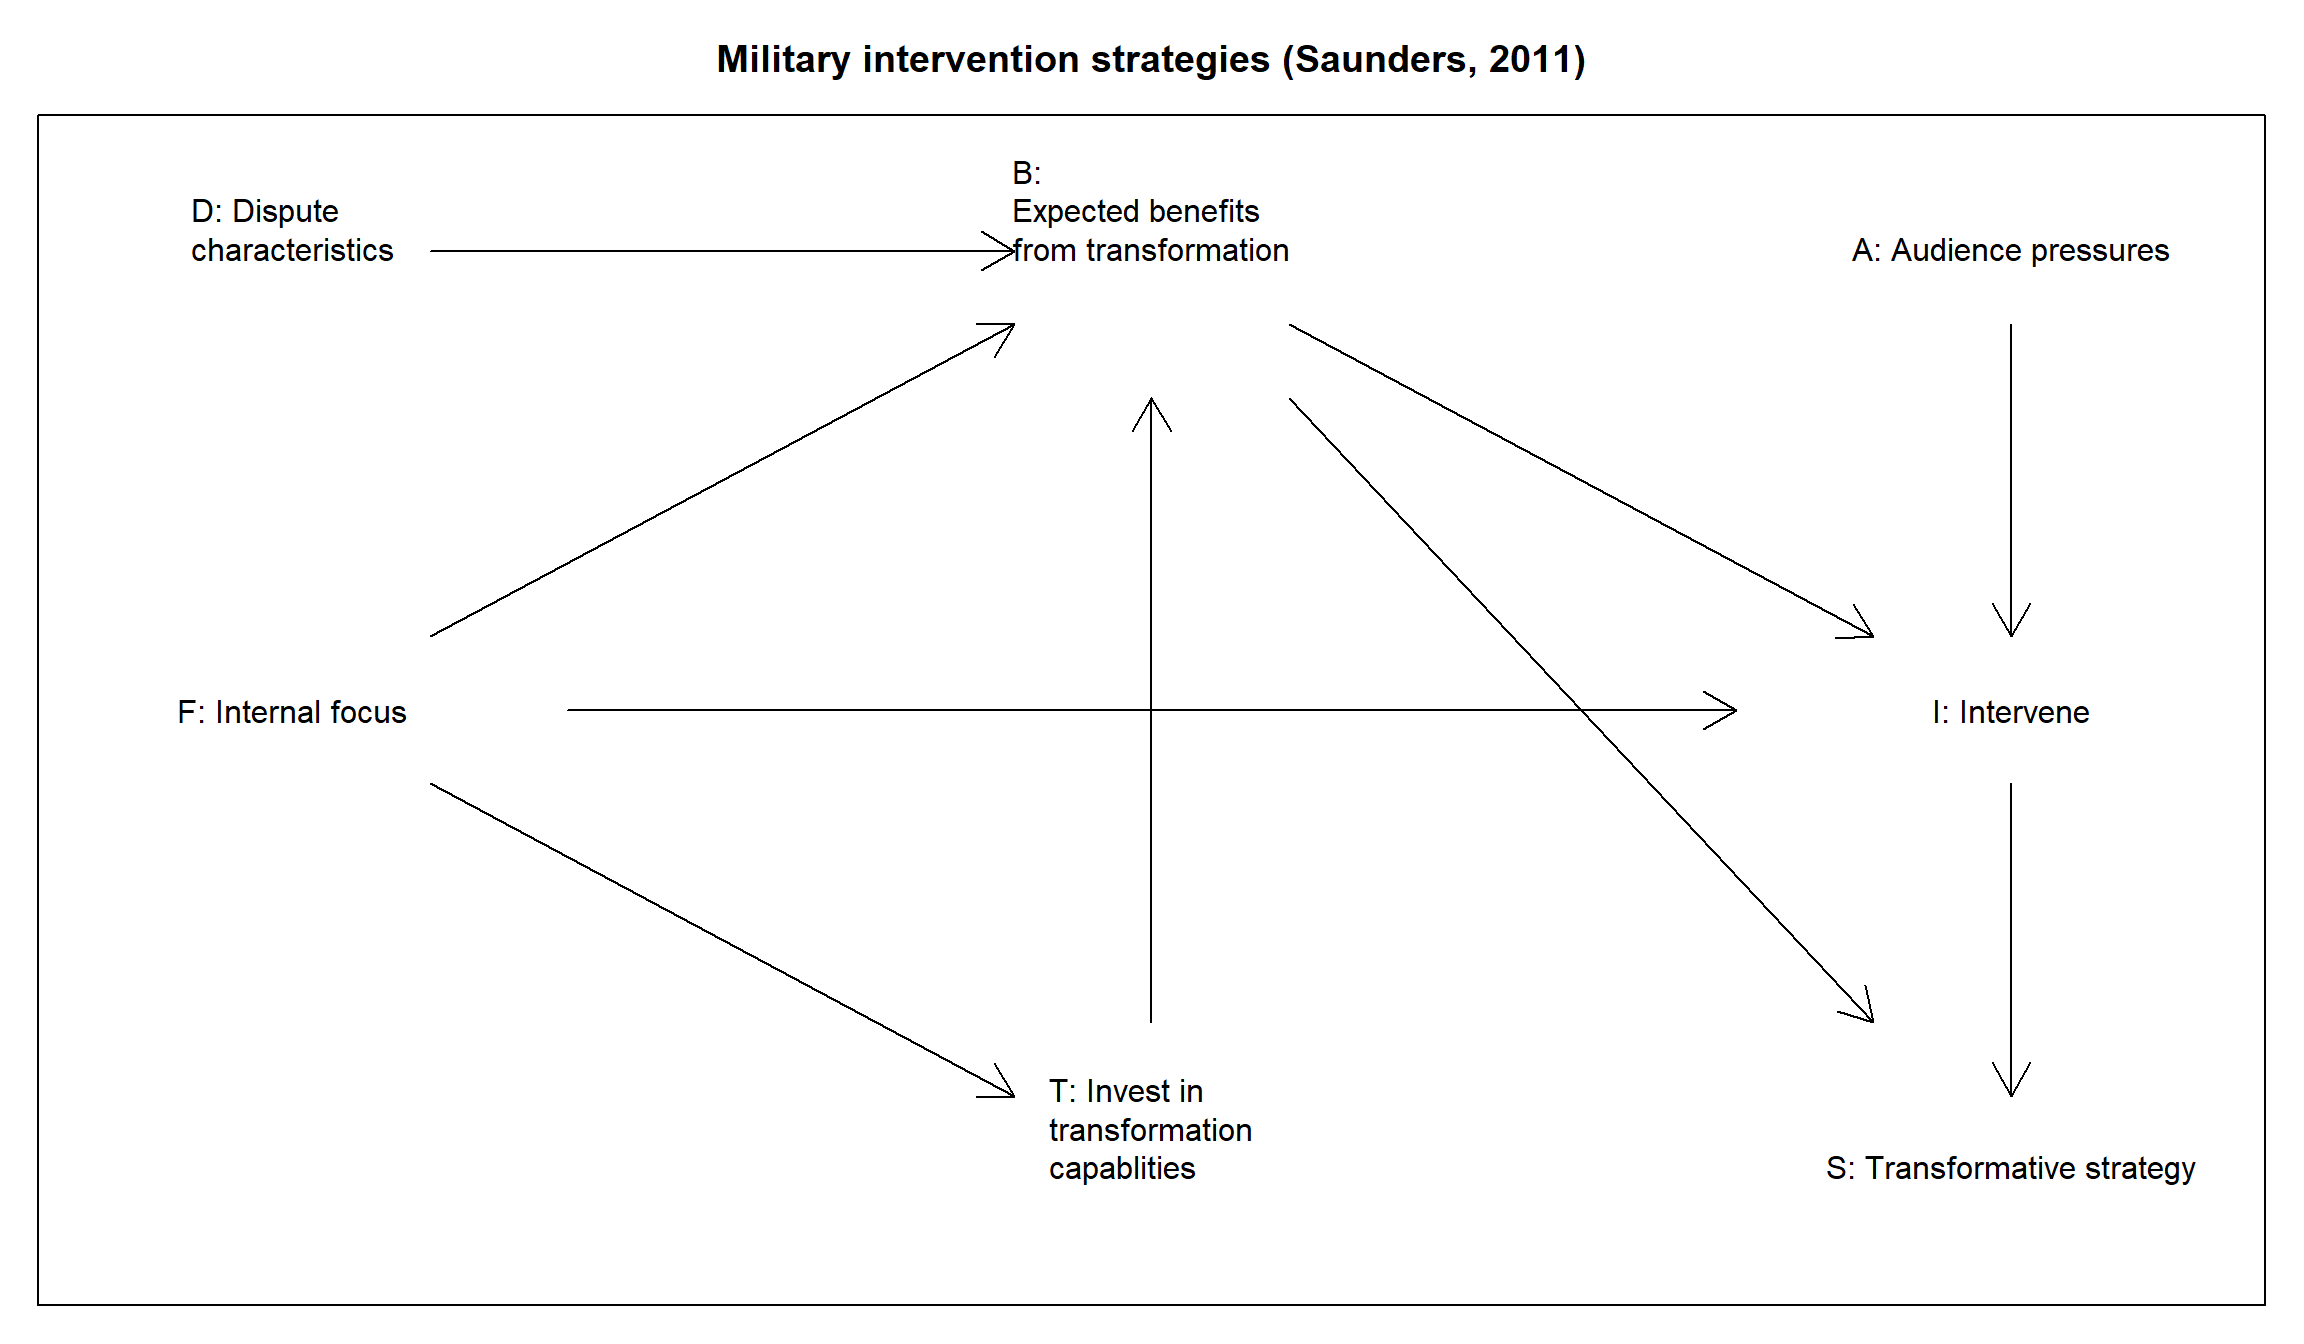 Military intervention strategies (Saunders, 2011)
D: Dispute
characteristics
B:
Expected benefits
from transformation
A: Audience pressures
F: Internal focus
I: Intervene
T: Invest in
transformation
capablities
S: Transformative strategy